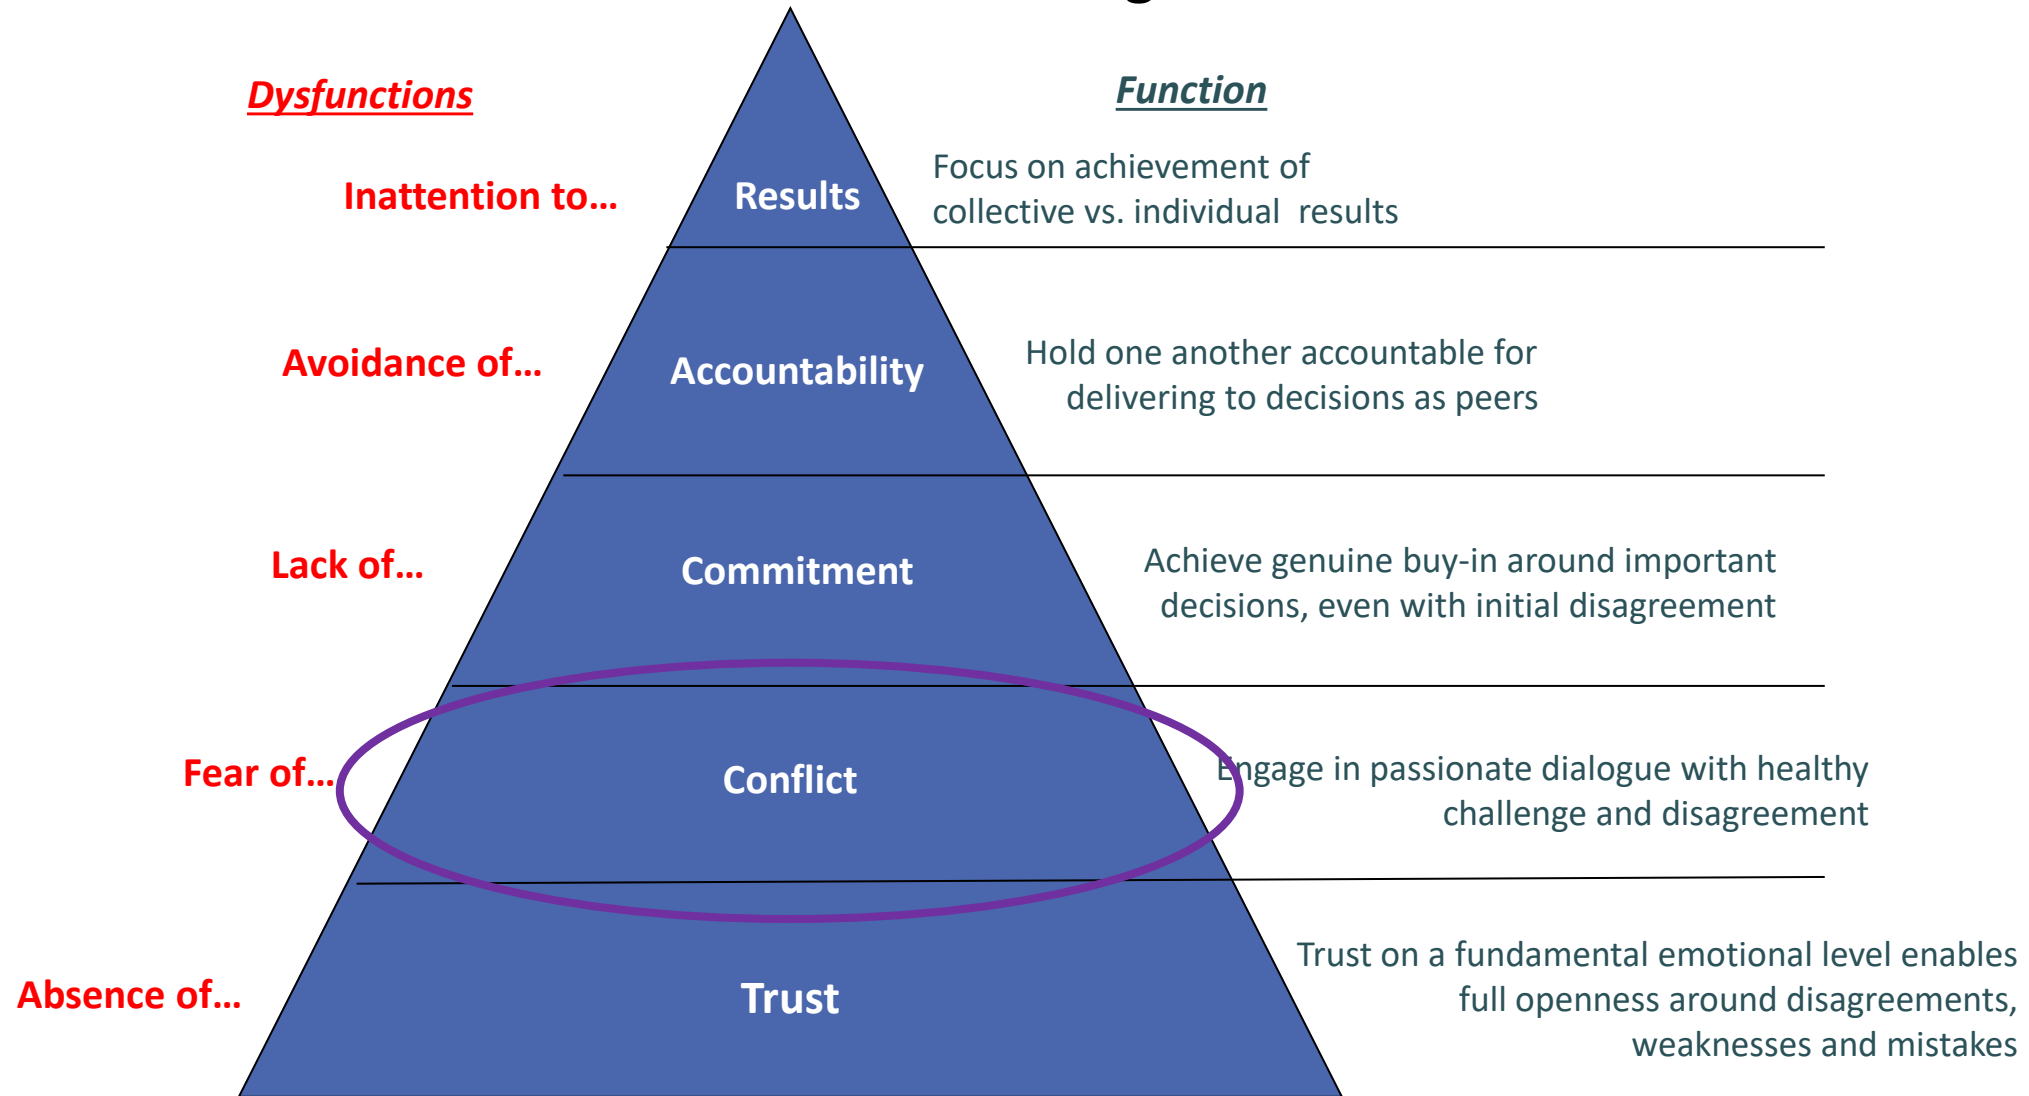 Dysfunctions
Function
Inattention to...
Results
Focus on achievement of
collective vs. individual results
Avoidance of...
Accountability
Hold one another accountable for
delivering to decisions as peers
Lack of...
Commitment
Achieve genuine buy-in around important
decisions, even with initial disagreement
Fear of...
Conflict
Engage in passionate dialogue with healthy
challenge and disagreement
Absence of...
Trust
Trust on a fundamental emotional level enables
full openness around disagreements,
weaknesses and mistakes